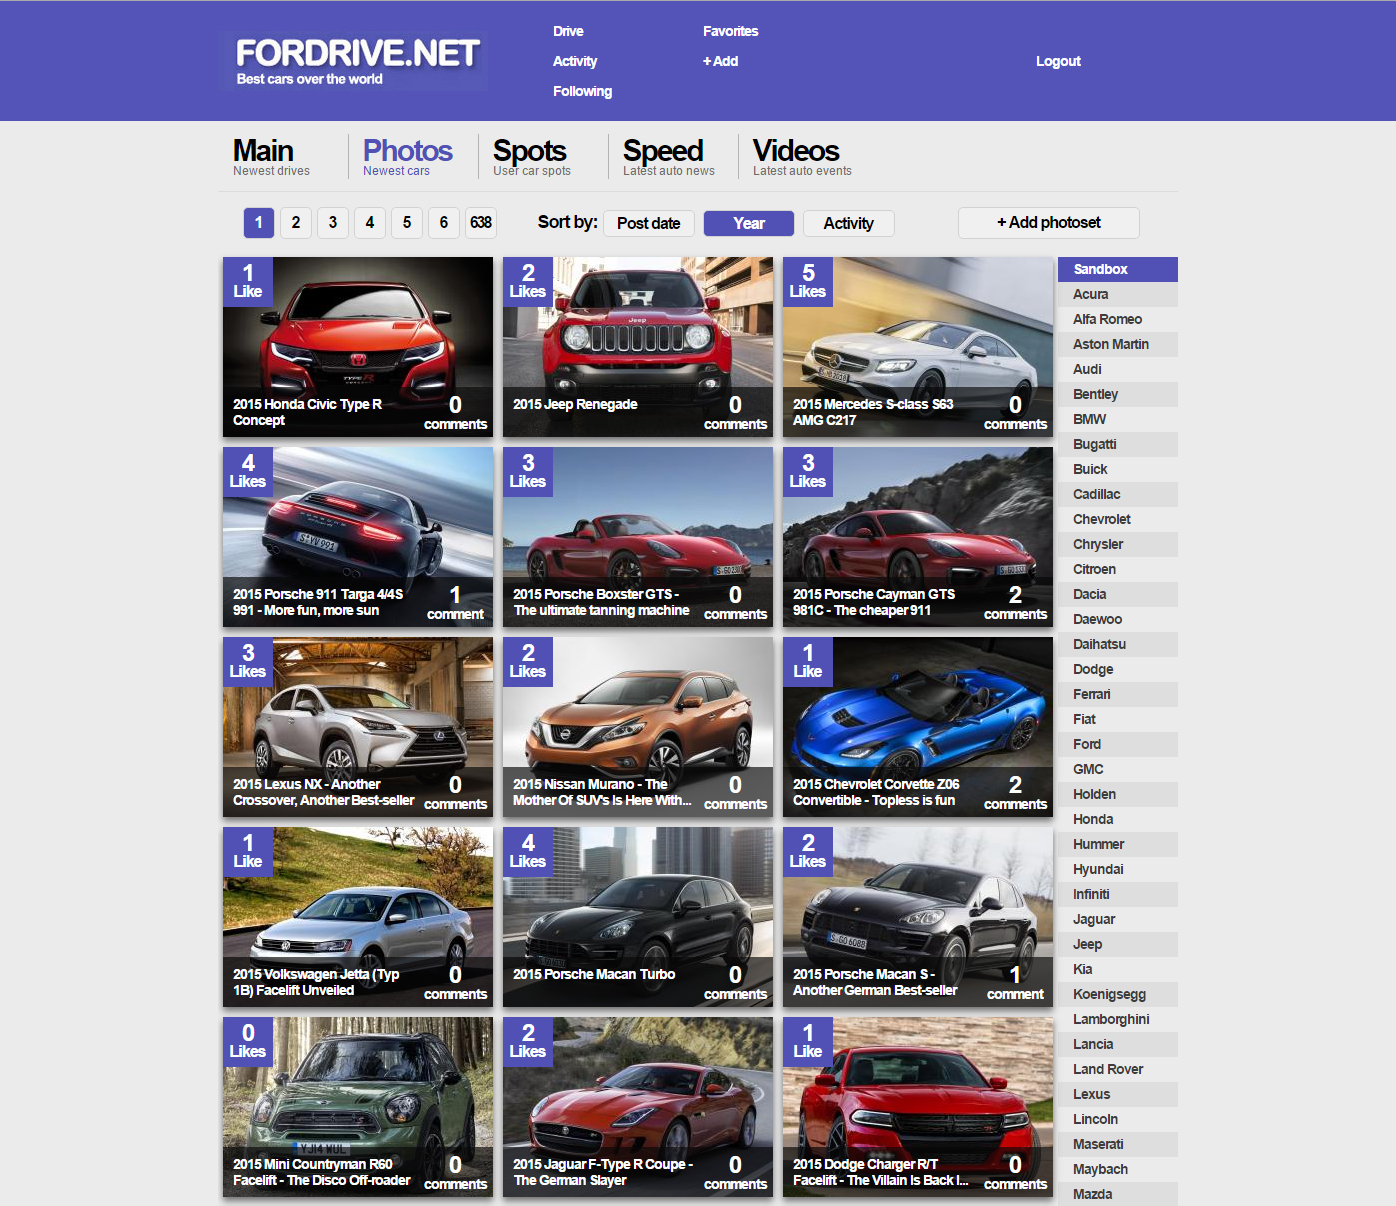 FORDRIVE.NET
Best cars over the world
Drive
Activity
Following
Favorites
+ Add
Logout
Main
Newest drives
Photos
Newest cars
Spots
User car spots
Speed
Latest auto news
Videos
Latest auto events
1 2 3 4 5 6 638
Sort by: Post date Year Activity
+ Add photoset
1
Like
2015 Honda Civic Type R
Concept
0
comments
2
Likes
Jeep
2015 Jeep Renegade
0
comments
5
Likes
2015 Mercedes S-class S63
AMG C217
0
comments
4
Likes
2015 Porsche 911 Targa 4/4S
991 - More fun, more sun
1
comment
3
Likes
2015 Porsche Boxster GTS -
The ultimate tanning machine
0
comments
3
Likes
2015 Porsche Cayman GTS
981C - The cheaper 911
2
comments
3
Likes
2015 Lexus NX - Another
Crossover, Another Best-seller
0
comments
2
Likes
2015 Nissan Murano - The
Mother Of SUV's Is Here With...
0
comments
1
Like
2015 Chevrolet Corvette Z06
Convertible - Topless is fun
2
comments
1
Like
2015 Volkswagen Jetta (Typ
1B) Facelift Unveiled
0
comments
4
Likes
2015 Porsche Macan Turbo
0
comments
2
Likes
S-GO 6088
2015 Porsche Macan S -
Another German Best-seller
1
comment
0
Likes
YJ14 WUL
2015 Mini Countryman R60
Facelift - The Disco Off-roader
0
comments
2
Likes
2015 Jaguar F-Type R Coupe -
The German Slayer
0
comments
1
Like
2015 Dodge Charger R/T
Facelift - The Villain Is Back I...
0
comments
Sandbox
Acura
Alfa Romeo
Aston Martin
Audi
Bentley
BMW
Bugatti
Buick
Cadillac
Chevrolet
Chrysler
Citroen
Dacia
Daewoo
Daihatsu
Dodge
Ferrari
Fiat
Ford
GMC
Holden
Honda
Hummer
Hyundai
Infiniti
Jaguar
Jeep
Kia
Koenigsegg
Lamborghini
Lancia
Land Rover
Lexus
Lincoln
Maserati
Maybach
Mazda